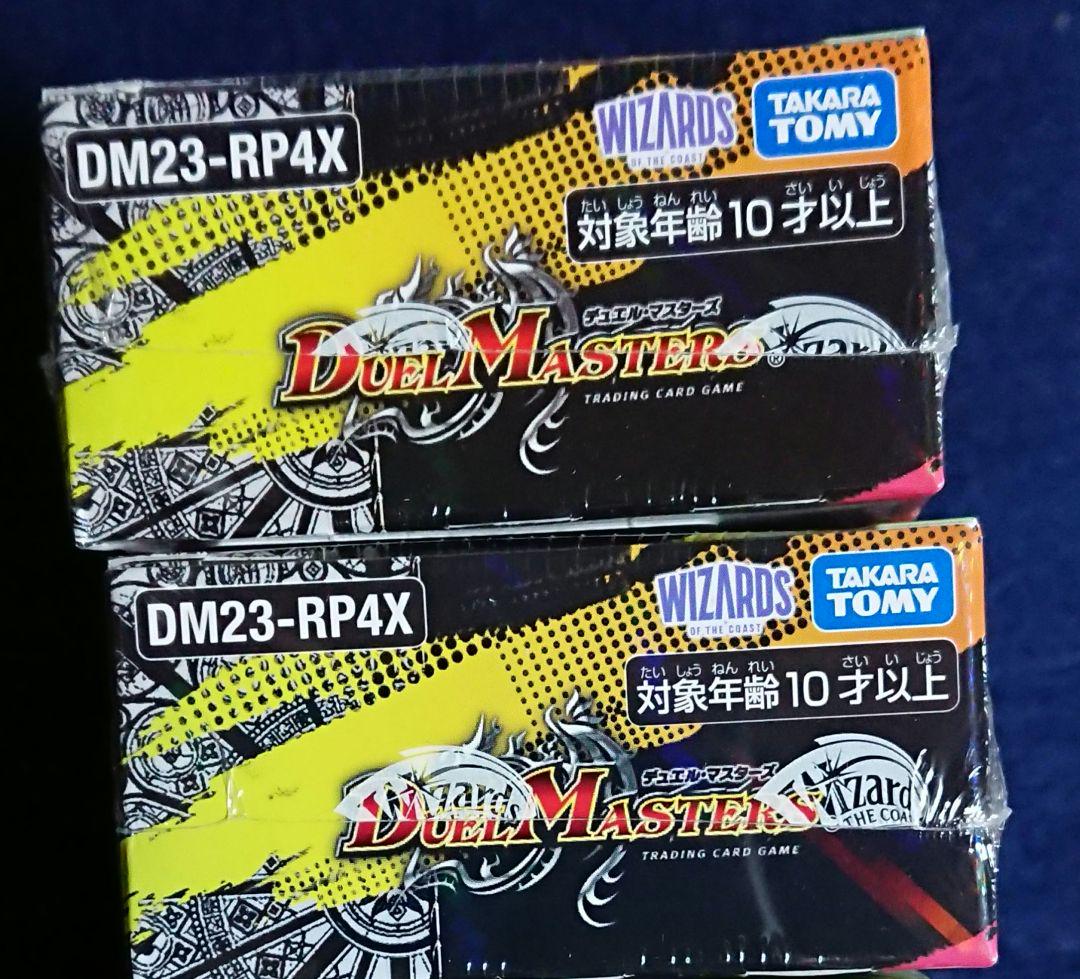 DM23-RP4X
WIZARDS
OF THE COAST
TAKARA
TOMY
たい しょう ねん れい さい い じょう
対象年齢10才以上
デュエル・マスターズ
DUEL MASTERS®
TRADING CARD GAME
DM23-RP4X
WIZARDS
OF THE COAST
TAKARA
TOMY
たい しょう ねん れい さい い じょう
対象年齢10才以上
デュエル・マスターズ
DUEL MASTERS
Wizards
TRADING CARD GAME